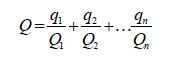 Q = q₁/Q₁ + q₂/Q₂ + … qₙ/Qₙ